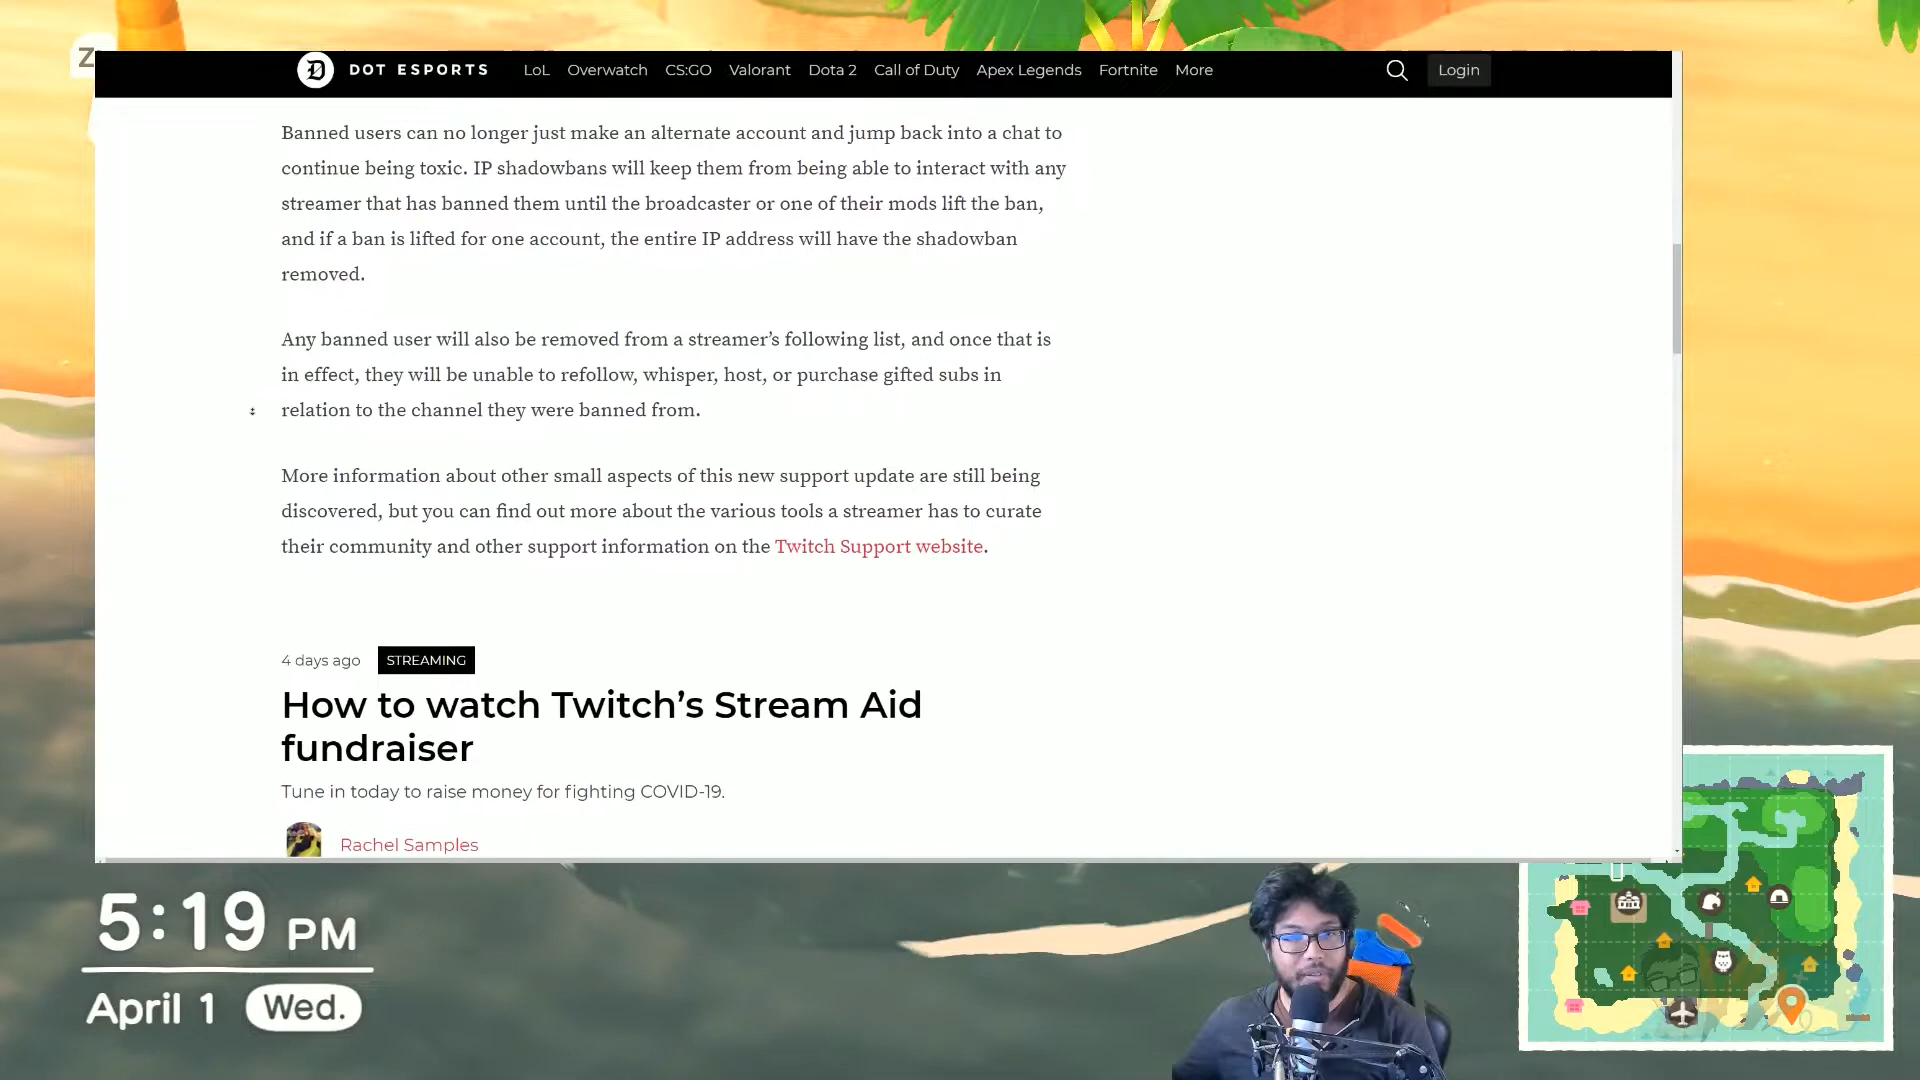 Z
DOT ESPORTS LoL Overwatch CS:GO Valorant Dota 2 Call of Duty Apex Legends Fortnite More Login
Banned users can no longer just make an alternate account and jump back into a chat to
continue being toxic. IP shadowbans will keep them from being able to interact with any
streamer that has banned them until the broadcaster or one of their mods lift the ban,
and if a ban is lifted for one account, the entire IP address will have the shadowban
removed.
Any banned user will also be removed from a streamer’s following list, and once that is
in effect, they will be unable to refollow, whisper, host, or purchase gifted subs in
relation to the channel they were banned from.
More information about other small aspects of this new support update are still being
discovered, but you can find out more about the various tools a streamer has to curate
their community and other support information on the Twitch Support website.
4 days ago STREAMING
How to watch Twitch’s Stream Aid
fundraiser
Tune in today to raise money for fighting COVID-19.
Rachel Samples
5:19 PM
April 1 Wed.